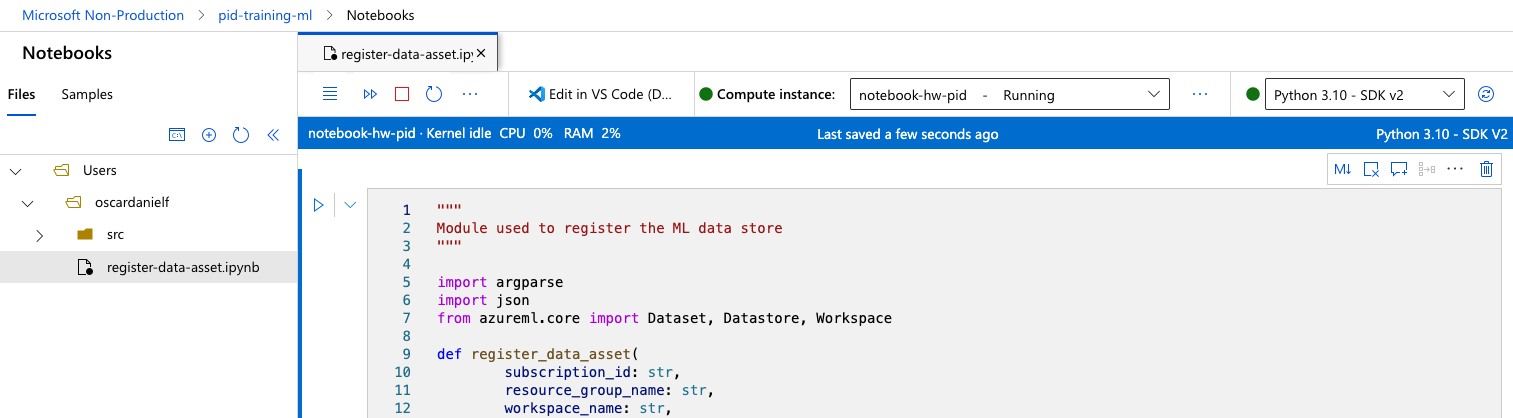 Microsoft Non-Production > pid-training-ml > Notebooks
Notebooks
Files Samples
Users
oscardanielf
src
register-data-asset.ipynb
register-data-asset.ipy ×
Edit in VS Code (D... Compute instance: notebook-hw-pid - Running ... Python 3.10 - SDK v2
notebook-hw-pid · Kernel idle CPU 0% RAM 2% Last saved a few seconds ago Python 3.10 - SDK V2
M↓
1 """
2 Module used to register the ML data store
3 """
4
5 import argparse
6 import json
7 from azureml.core import Dataset, Datastore, Workspace
8
9 def register_data_asset(
10 subscription_id: str,
11 resource_group_name: str,
12 workspace_name: str,